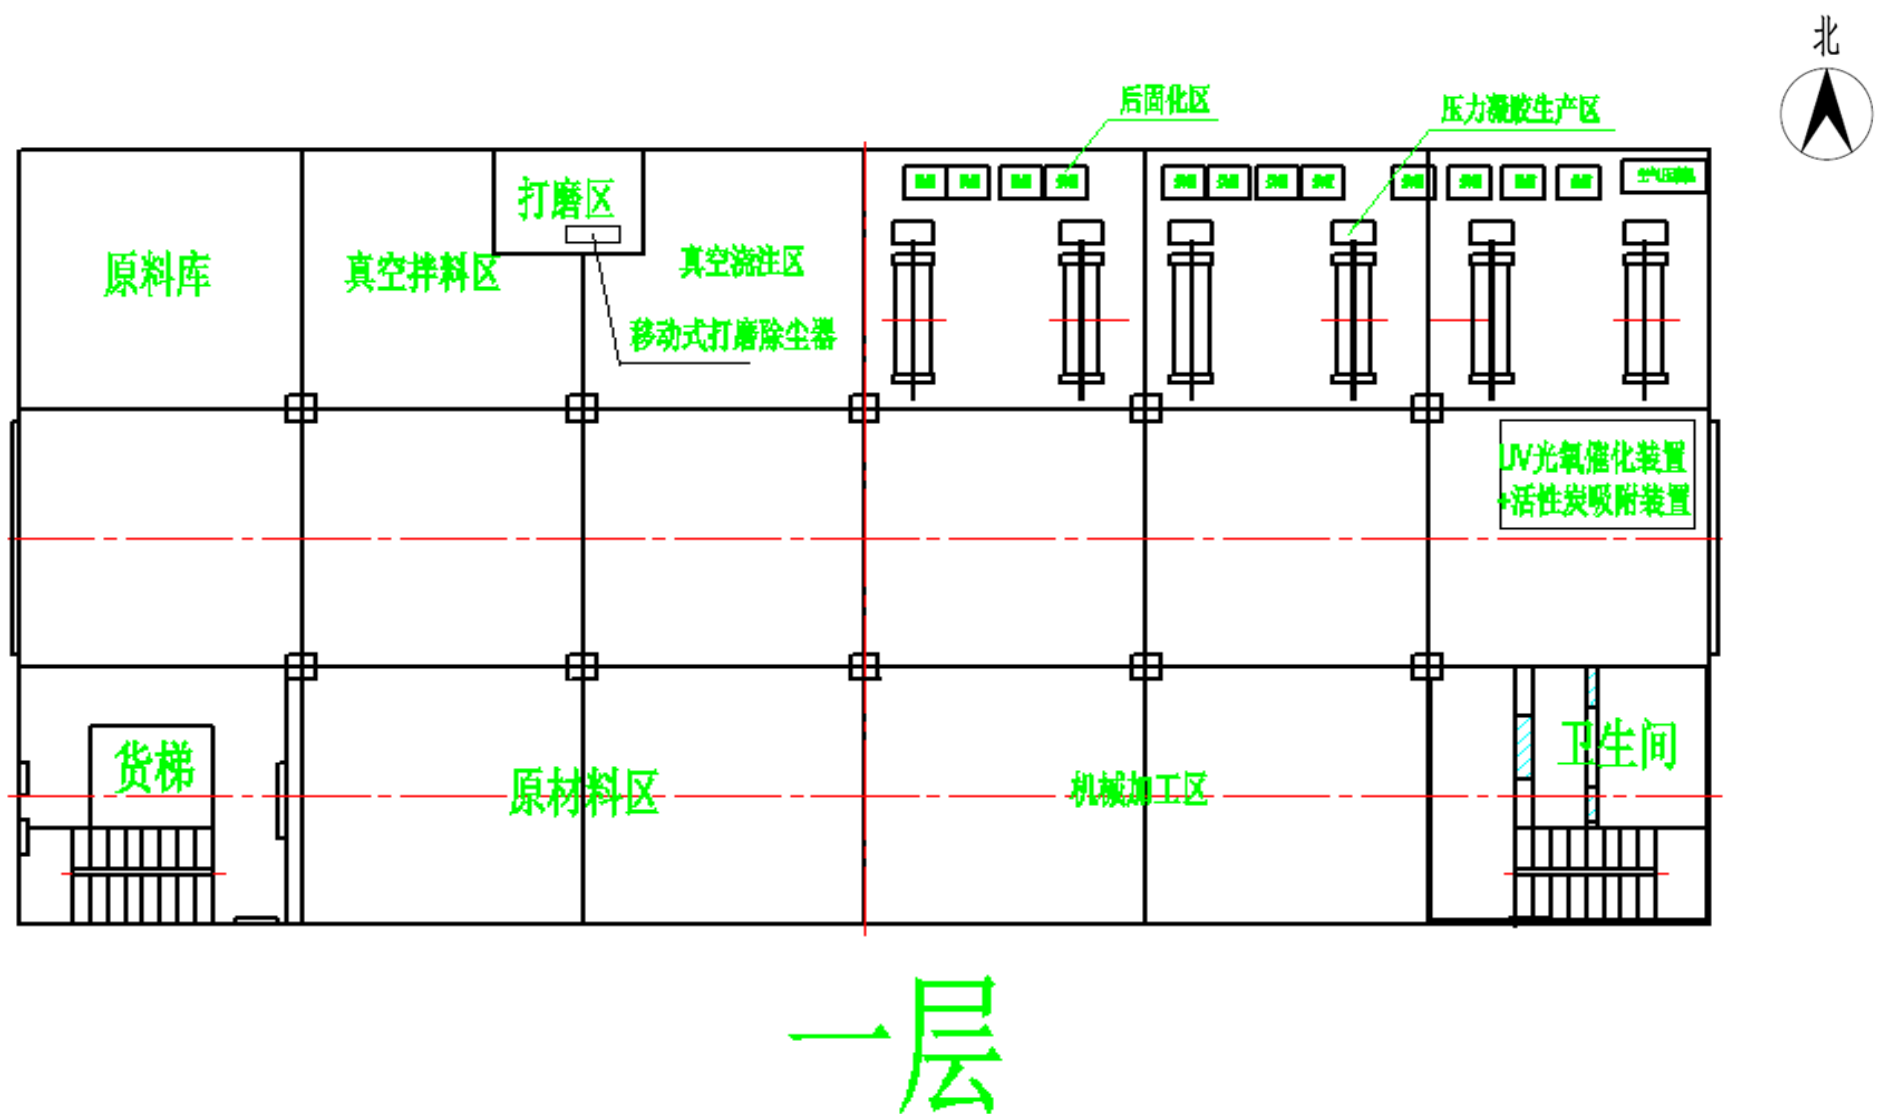 北
后固化区
压力凝胶生产区
打磨区
原料库
真空拌料区
真空浇注区
移动式打磨除尘器
UV光氧催化装置
+活性炭吸附装置
货梯
原材料区
机械加工区
卫生间
一层